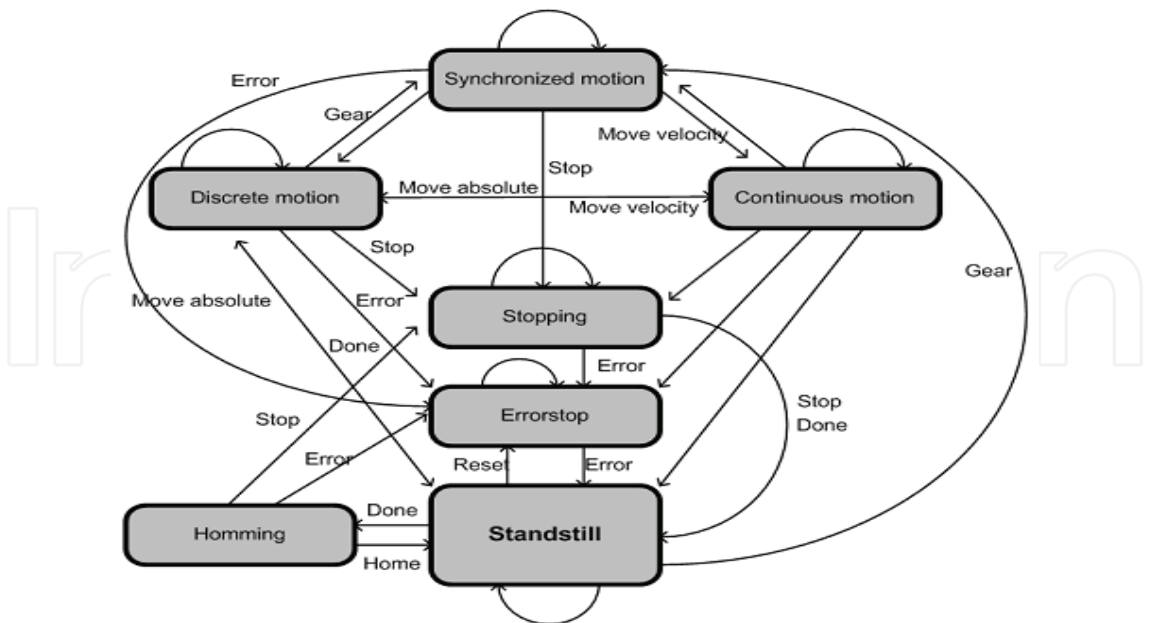 Synchronized motion
Error
Gear
Move velocity
Stop
Discrete motion
Move absolute
Move velocity
Continuous motion
Stop
Gear
Move absolute
Error
Stopping
Done
Error
Stop
Done
Errorstop
Stop
Error
Reset
Error
Done
Homming
Standstill
Home